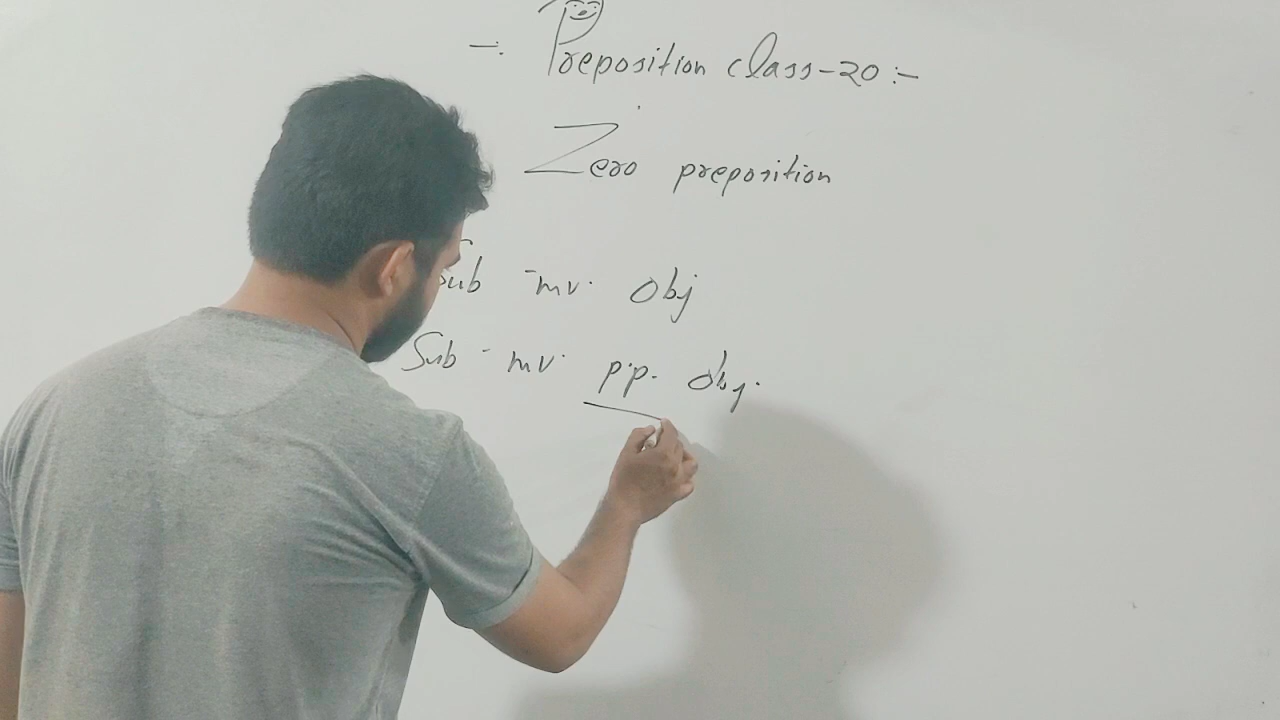 -: Preposition class-20 :-
Zero preposition
Sub mv. Obj
Sub - mv. p.p. obj.